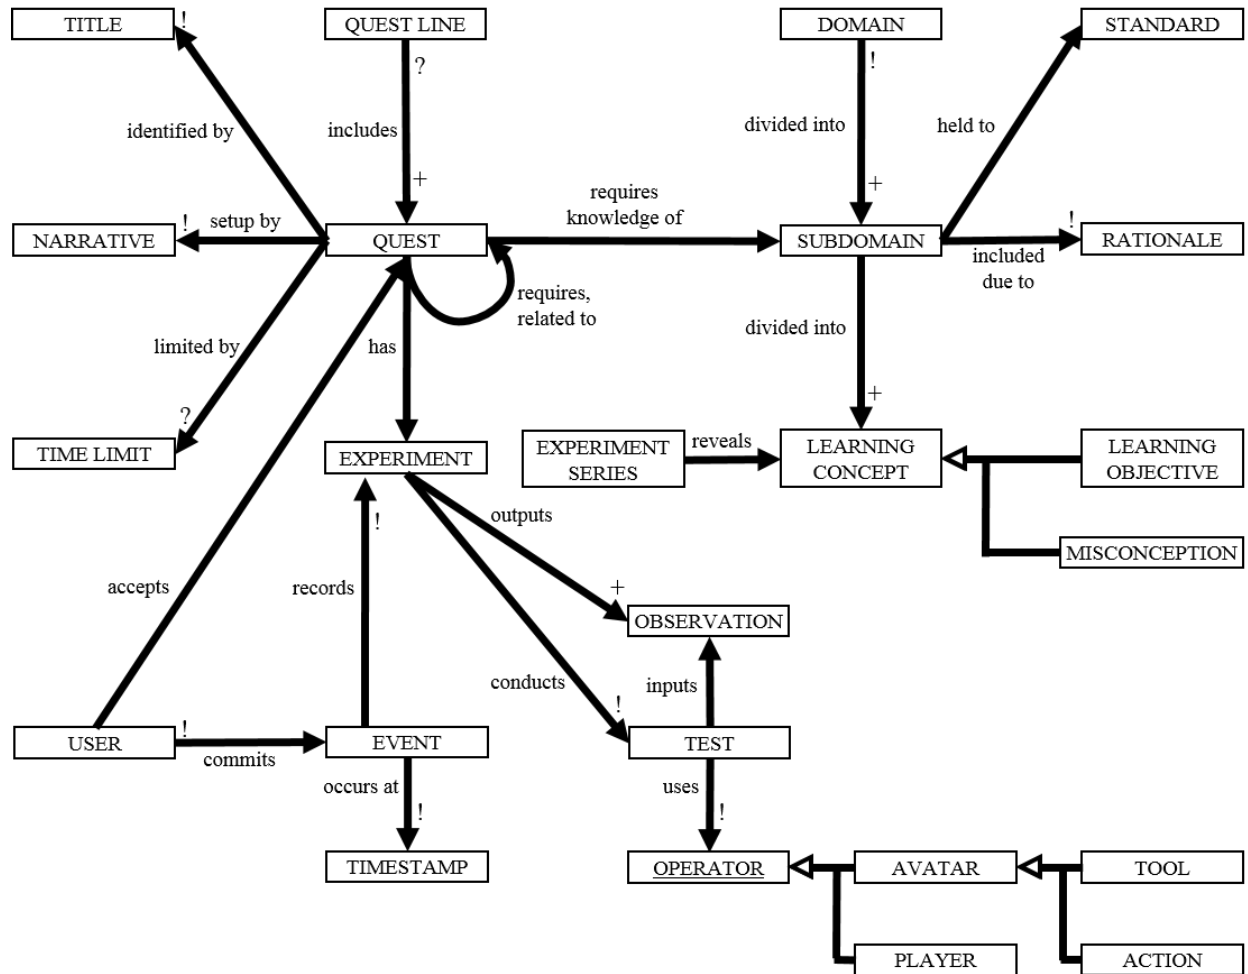 TITLE
!
QUEST LINE
?
DOMAIN
!
STANDARD
identified by
includes
+
divided into
+
held to
NARRATIVE
!
setup by
QUEST
requires
knowledge of
SUBDOMAIN
!
RATIONALE
included
due to
requires,
related to
limited by
has
divided into
?
+
TIME LIMIT
EXPERIMENT
EXPERIMENT
SERIES
reveals
LEARNING
CONCEPT
LEARNING
OBJECTIVE
!
outputs
MISCONCEPTION
accepts
records
+
OBSERVATION
conducts
inputs
!
USER
!
commits
EVENT
TEST
occurs at
!
uses
!
TIMESTAMP
OPERATOR
AVATAR
TOOL
PLAYER
ACTION